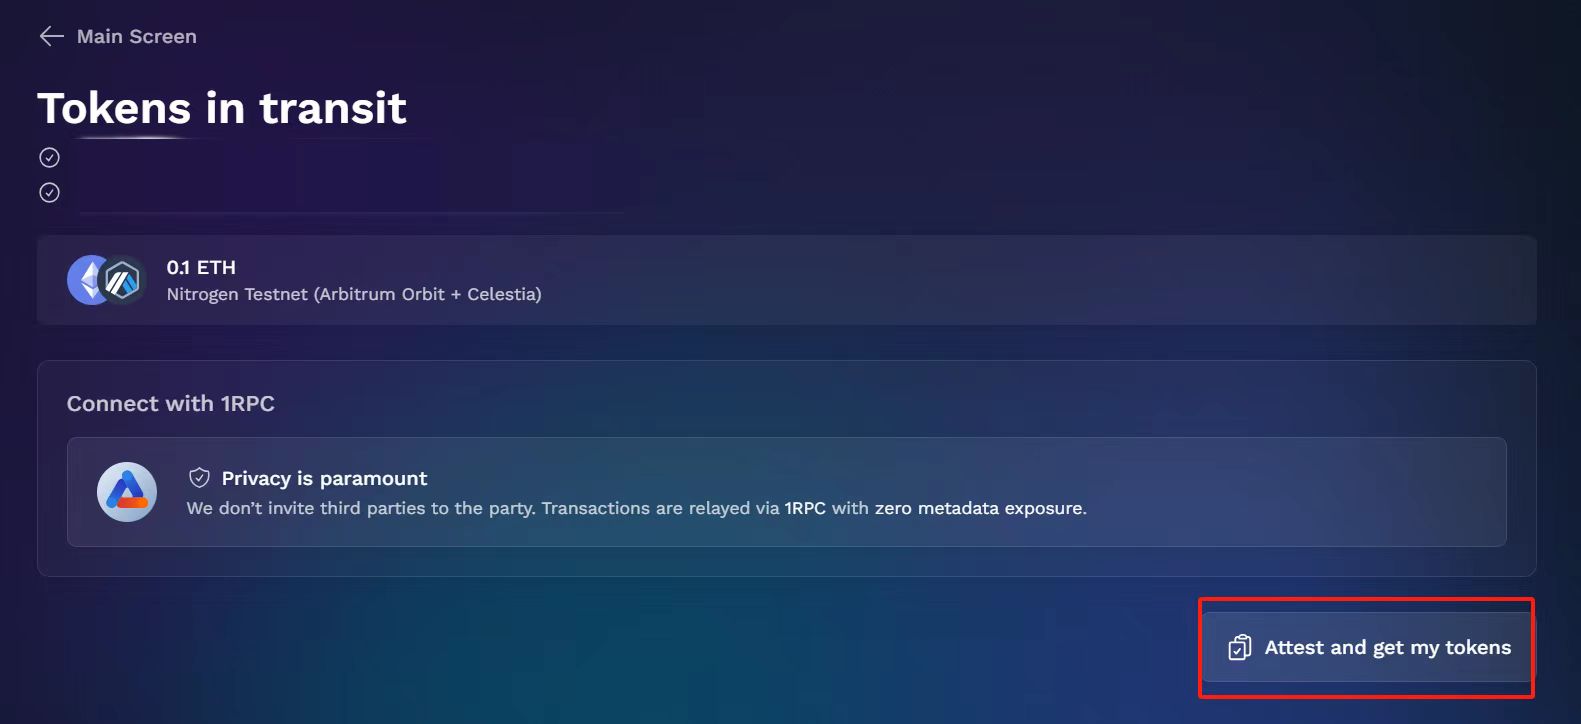 Main Screen
Tokens in transit
0.1 ETH
Nitrogen Testnet (Arbitrum Orbit + Celestia)
Connect with 1RPC
Privacy is paramount
We don’t invite third parties to the party. Transactions are relayed via 1RPC with zero metadata exposure.
Attest and get my tokens